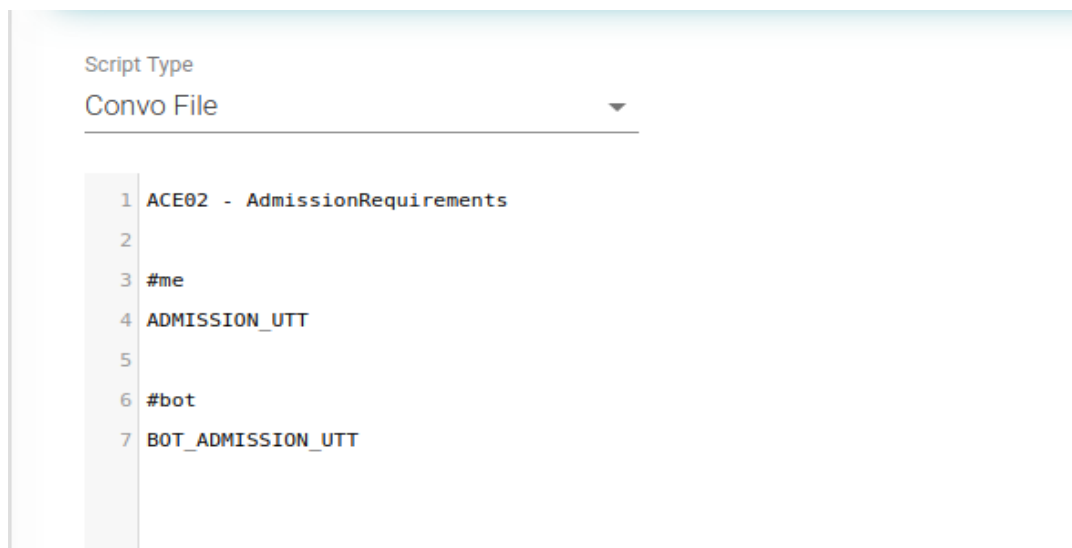 Script Type
Convo File
1 ACE02 - AdmissionRequirements
2
3 #me
4 ADMISSION_UTT
5
6 #bot
7 BOT_ADMISSION_UTT